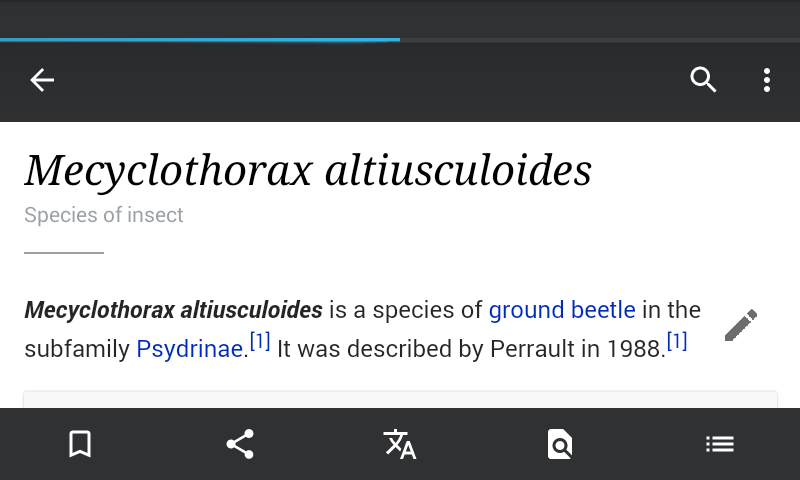 Mecyclothorax altiusculoides
Species of insect
Mecyclothorax altiusculoides is a species of ground beetle in the
subfamily Psydrinae.[1] It was described by Perrault in 1988.[1]